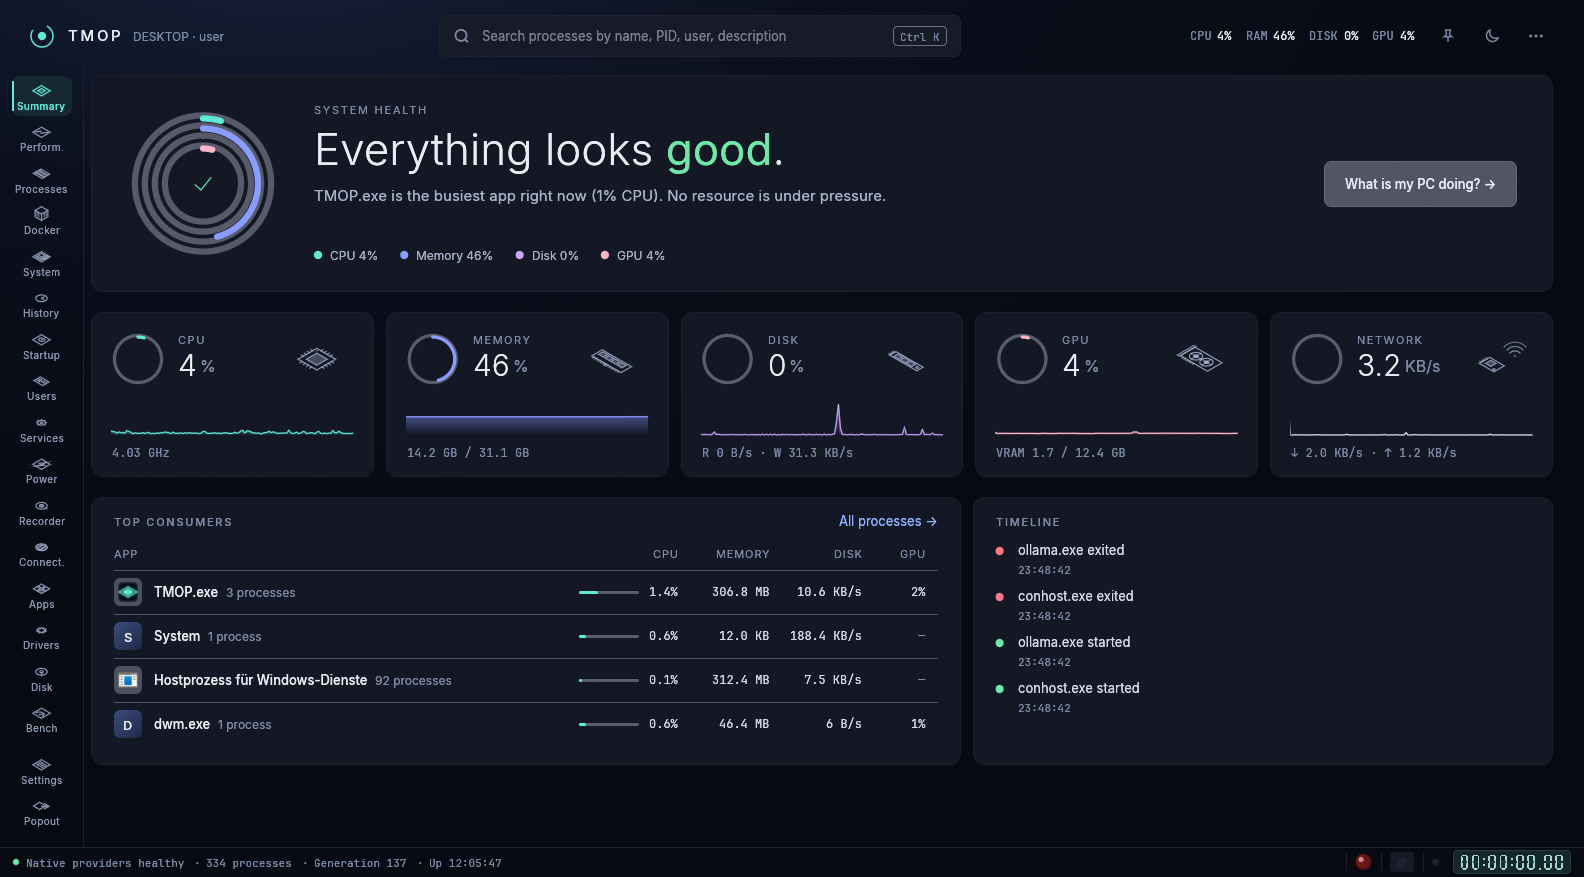 TMOP DESKTOP · user
Search processes by name, PID, user, description
Ctrl K
CPU 4% RAM 46% DISK 0% GPU 4%
Summary
Perform.
Processes
Docker
System
History
Startup
Users
Services
Power
Recorder
Connect.
Apps
Drivers
Disk
Bench
Settings
Popout
SYSTEM HEALTH
Everything looks good.
TMOP.exe is the busiest app right now (1% CPU). No resource is under pressure.
CPU 4% Memory 46% Disk 0% GPU 4%
What is my PC doing? →
CPU
4 %
4.03 GHz
MEMORY
46 %
14.2 GB / 31.1 GB
DISK
0 %
R 0 B/s · W 31.3 KB/s
GPU
4 %
VRAM 1.7 / 12.4 GB
NETWORK
3.2 KB/s
↓ 2.0 KB/s · ↑ 1.2 KB/s
TOP CONSUMERS
All processes →
APP CPU MEMORY DISK GPU
TMOP.exe 3 processes 1.4% 306.8 MB 10.6 KB/s 2%
S System 1 process 0.6% 12.0 KB 188.4 KB/s —
Hostprozess für Windows-Dienste 92 processes 0.1% 312.4 MB 7.5 KB/s —
D dwm.exe 1 process 0.6% 46.4 MB 6 B/s 1%
TIMELINE
ollama.exe exited
23:48:42
conhost.exe exited
23:48:42
ollama.exe started
23:48:42
conhost.exe started
23:48:42
Native providers healthy · 334 processes · Generation 137 · Up 12:05:47
00:00:00.00